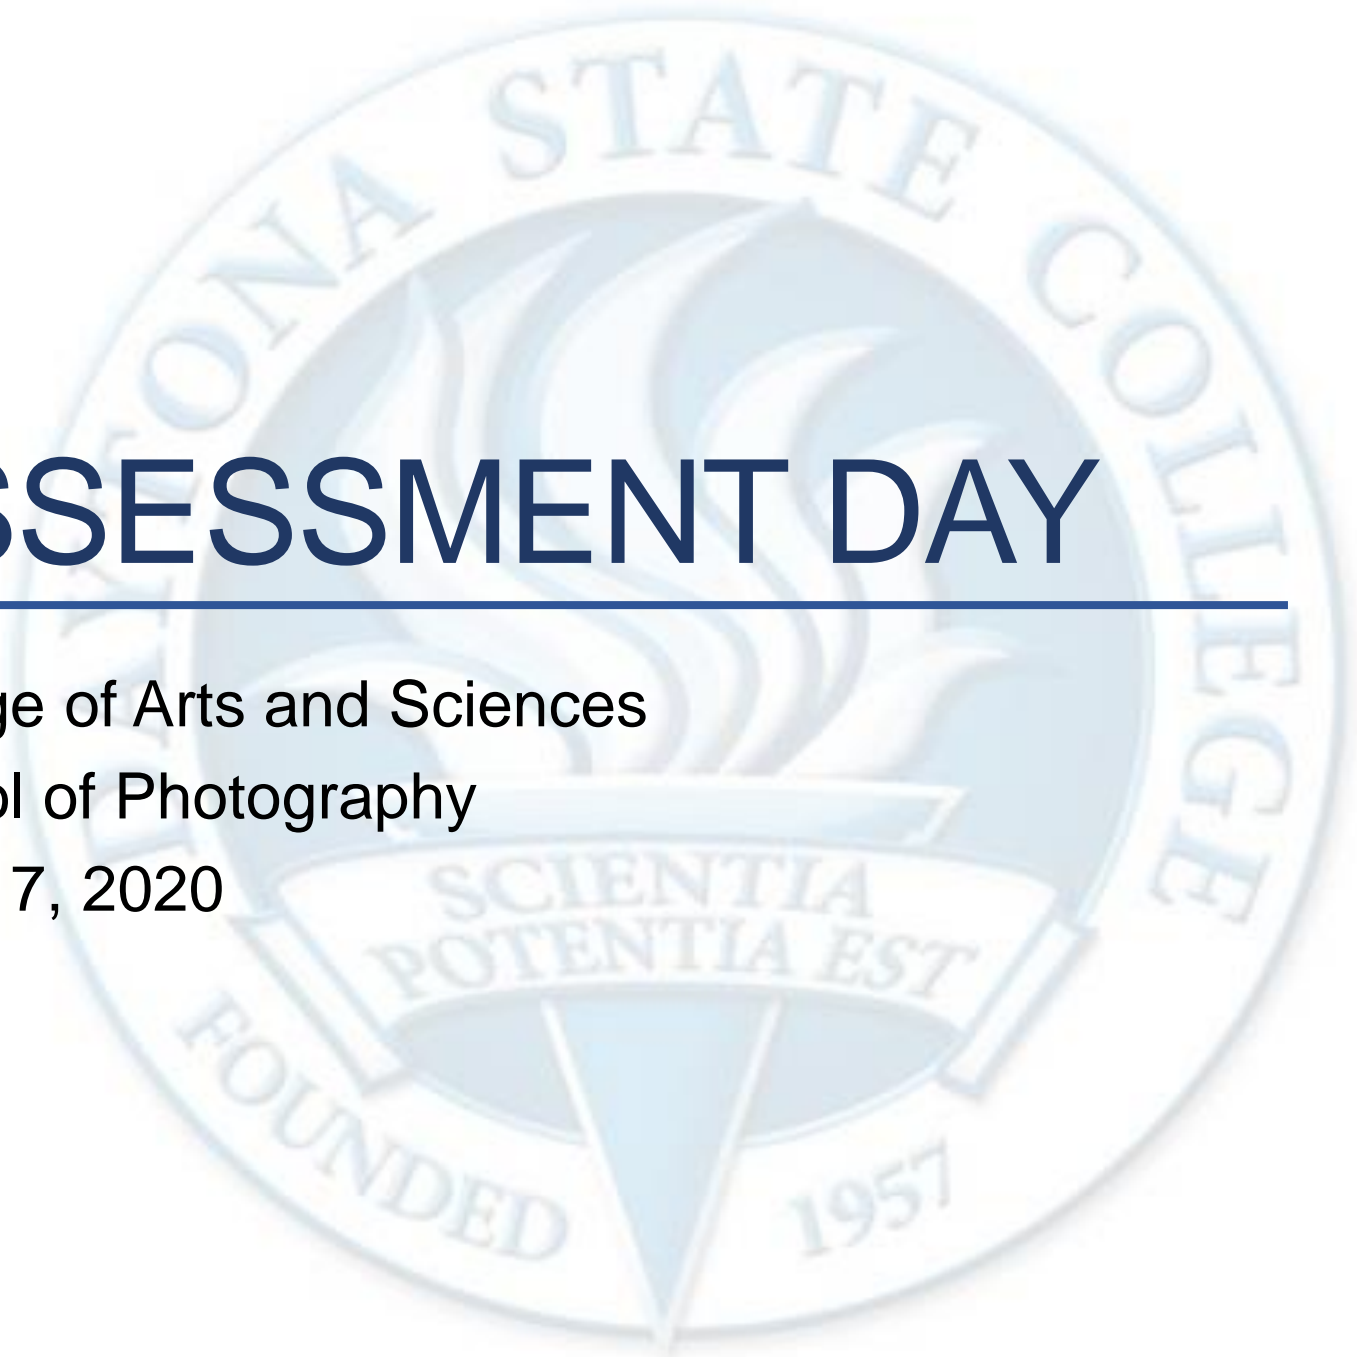 DAYTONA STATE COLLEGE
SSESSMENT DAY
ge of Arts and Sciences
ol of Photography
7, 2020
SCIENTIA
POTENTIA EST
FOUNDED 1957